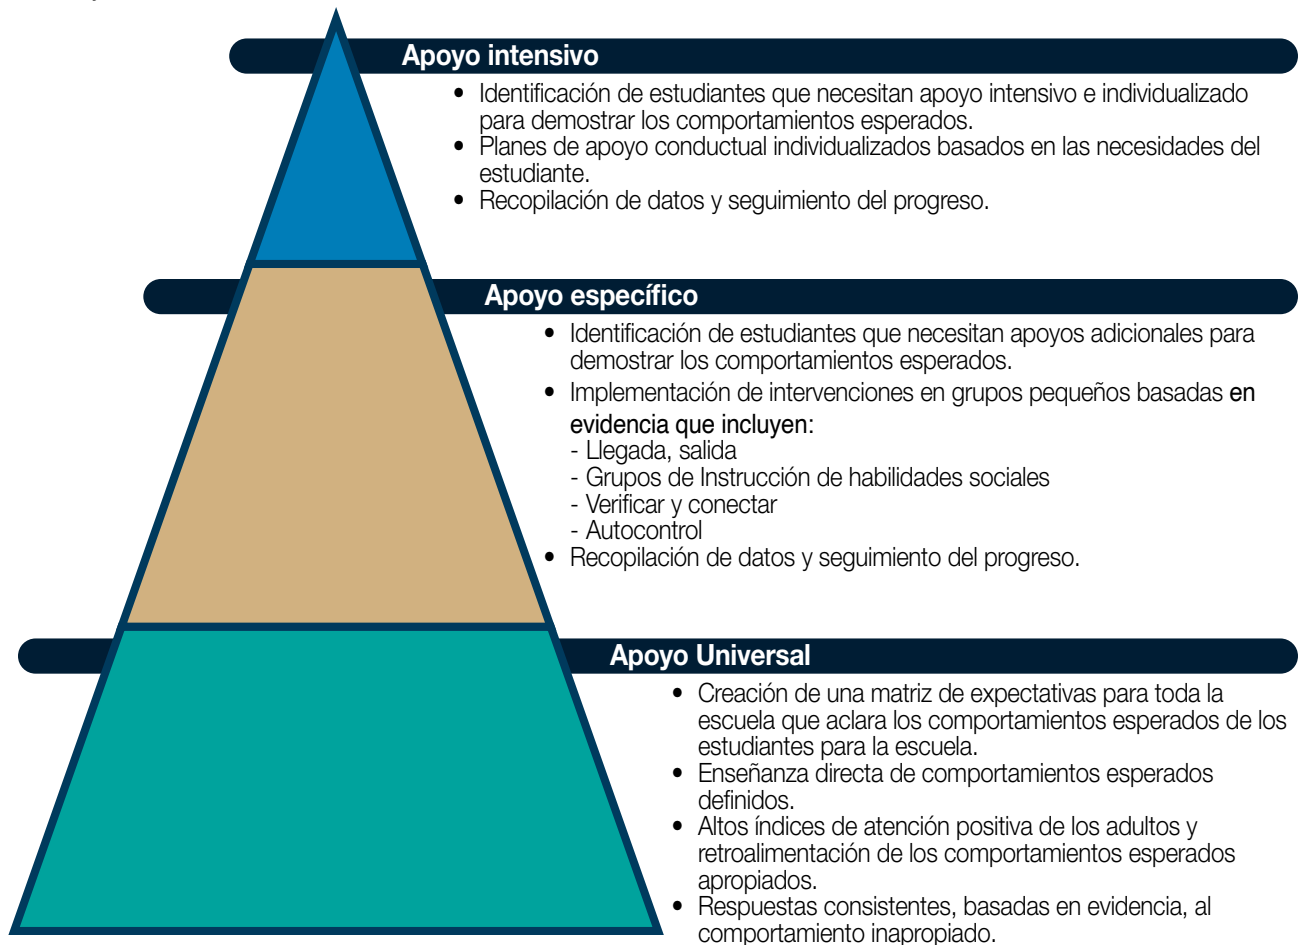 Apoyo intensivo
• Identificación de estudiantes que necesitan apoyo intensivo e individualizado
para demostrar los comportamientos esperados.
• Planes de apoyo conductual individualizados basados en las necesidades del
estudiante.
• Recopilación de datos y seguimiento del progreso.
Apoyo específico
• Identificación de estudiantes que necesitan apoyos adicionales para
demostrar los comportamientos esperados.
• Implementación de intervenciones en grupos pequeños basadas en
evidencia que incluyen:
- Llegada, salida
- Grupos de Instrucción de habilidades sociales
- Verificar y conectar
- Autocontrol
• Recopilación de datos y seguimiento del progreso.
Apoyo Universal
• Creación de una matriz de expectativas para toda la
escuela que aclara los comportamientos esperados de los
estudiantes para la escuela.
• Enseñanza directa de comportamientos esperados
definidos.
• Altos índices de atención positiva de los adultos y
retroalimentación de los comportamientos esperados
apropiados.
• Respuestas consistentes, basadas en evidencia, al
comportamiento inapropiado.